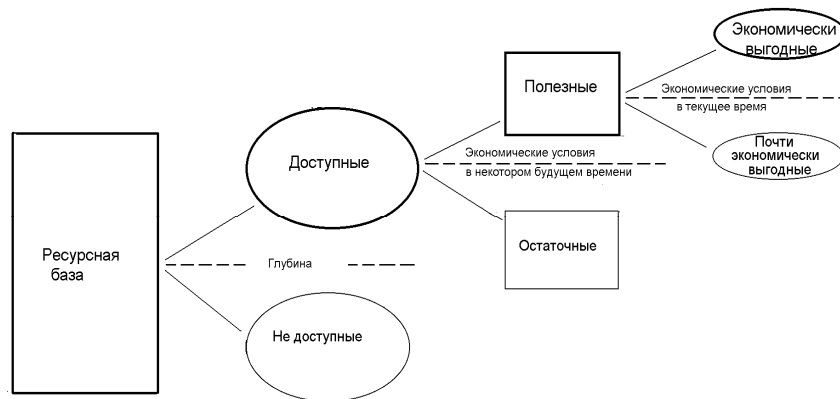 Экономически
выгодные
Полезные
Экономические условия
в текущее время
Почти
экономически
выгодные
Доступные
Экономические условия
в некотором будущем времени
Остаточные
Ресурсная
база
Глубина
Не доступные